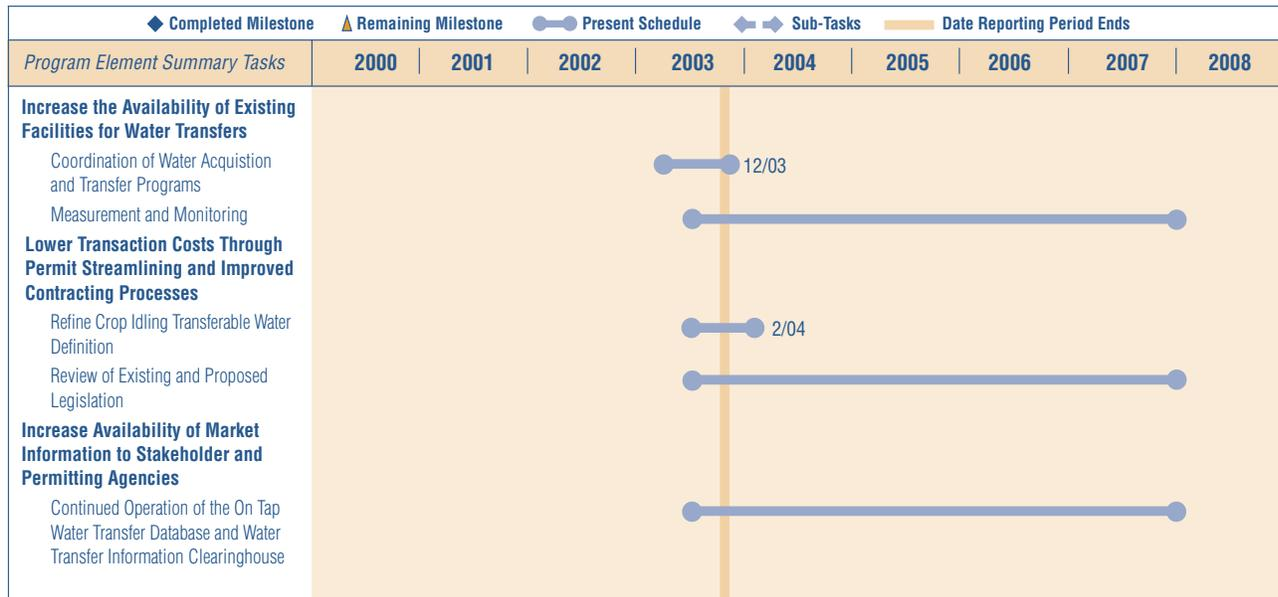 Completed Milestone Remaining Milestone Present Schedule Sub-Tasks Date Reporting Period Ends
Program Element Summary Tasks 2000 2001 2002 2003 2004 2005 2006 2007 2008
Increase the Availability of Existing
Facilities for Water Transfers
Coordination of Water Acquistion
and Transfer Programs
12/03
Measurement and Monitoring
Lower Transaction Costs Through
Permit Streamlining and Improved
Contracting Processes
Refine Crop Idling Transferable Water
Definition
2/04
Review of Existing and Proposed
Legislation
Increase Availability of Market
Information to Stakeholder and
Permitting Agencies
Continued Operation of the On Tap
Water Transfer Database and Water
Transfer Information Clearinghouse